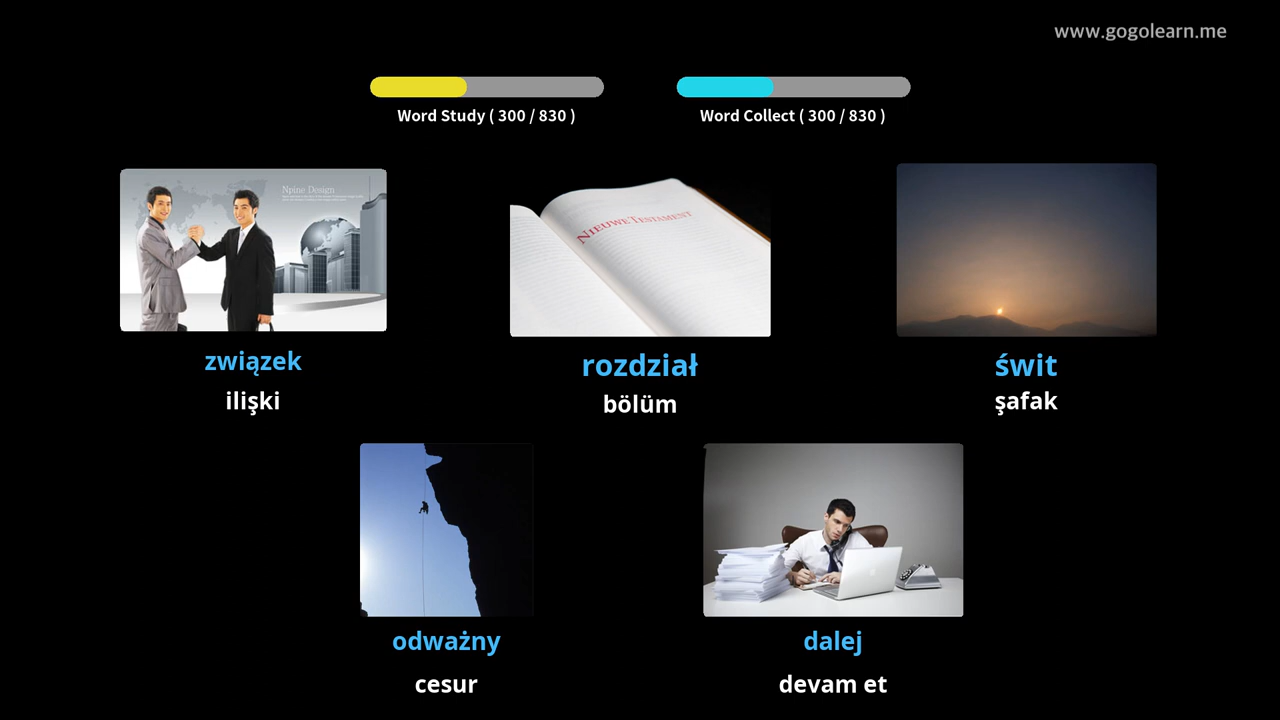 www.gogolearn.me
Word Study ( 300 / 830 )
Word Collect ( 300 / 830 )
Npine Design
NIEUWE TESTAMENT
związek
ilişki
rozdział
bölüm
świt
şafak
odważny
cesur
dalej
devam et